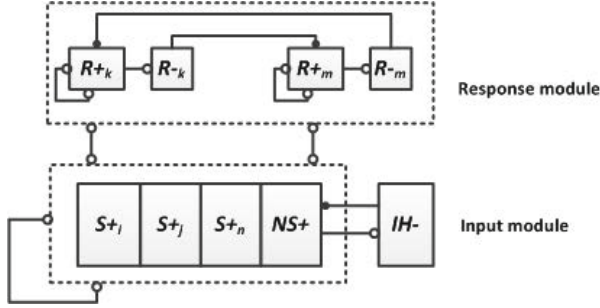 R+k R-k R+m R-m
Response module
S+i S+j S+n NS+ IH- Input module